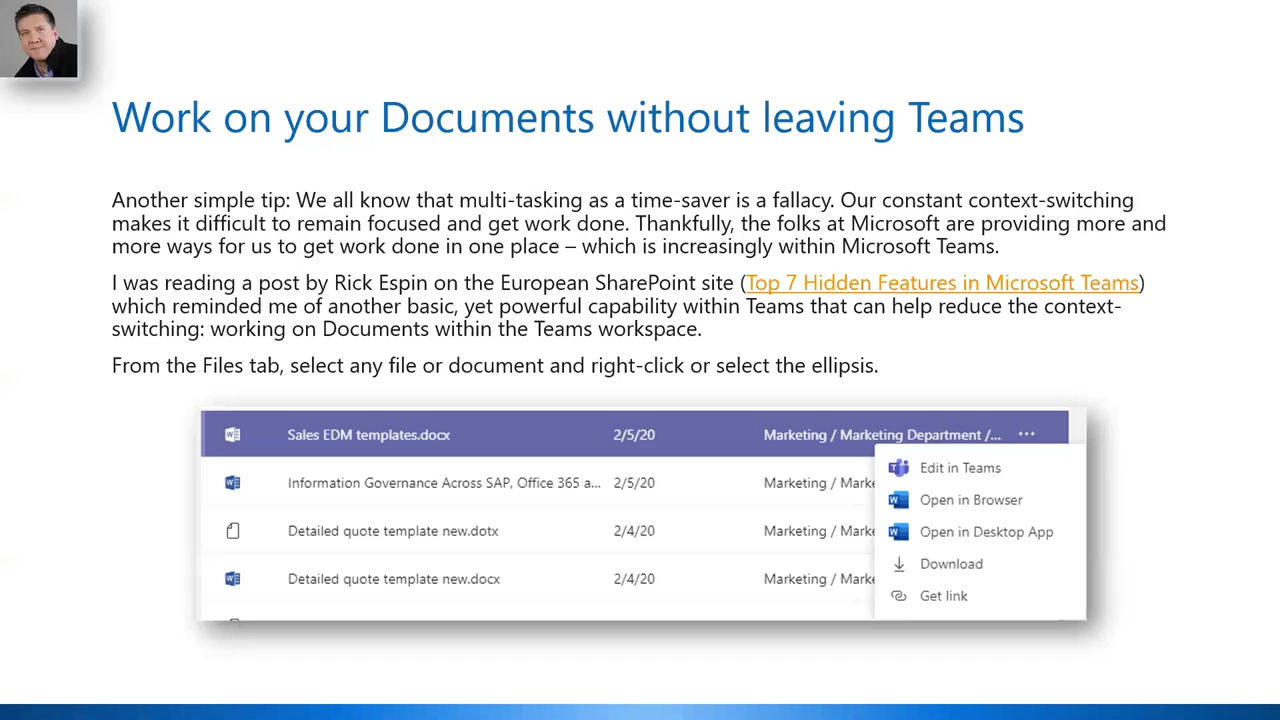 Work on your Documents without leaving Teams
Another simple tip: We all know that multi-tasking as a time-saver is a fallacy. Our constant context-switching
makes it difficult to remain focused and get work done. Thankfully, the folks at Microsoft are providing more and
more ways for us to get work done in one place – which is increasingly within Microsoft Teams.
I was reading a post by Rick Espin on the European SharePoint site (Top 7 Hidden Features in Microsoft Teams)
which reminded me of another basic, yet powerful capability within Teams that can help reduce the context-
switching: working on Documents within the Teams workspace.
From the Files tab, select any file or document and right-click or select the ellipsis.
Sales EDM templates.docx 2/5/20 Marketing / Marketing Department /... ...
Edit in Teams
Information Governance Across SAP, Office 365 a... 2/5/20 Marketing / Marke
Open in Browser
Detailed quote template new.dotx 2/4/20 Marketing / Marke
Open in Desktop App
Download
Detailed quote template new.docx 2/4/20 Marketing / Marke
Get link